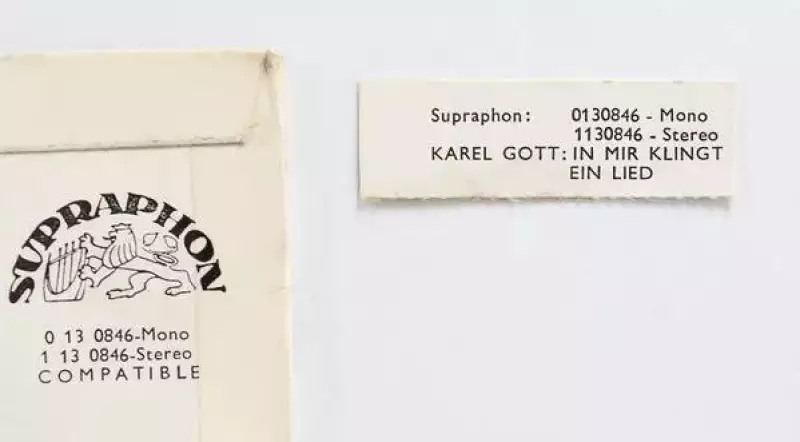 SUPRAPHON
0 13 0846-Mono
1 13 0846-Stereo
COMPATIBLE
Supraphon: 0130846 - Mono
1130846 - Stereo
KAREL GOTT: IN MIR KLINGT
EIN LIED